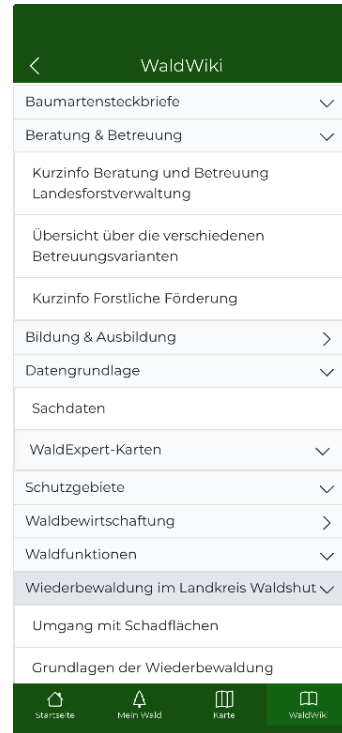 WaldWiki
Baumartensteckbriefe
Beratung & Betreuung
Kurzinfo Beratung und Betreuung
Landesforstverwaltung
Übersicht über die verschiedenen
Betreuungsvarianten
Kurzinfo Forstliche Förderung
Bildung & Ausbildung
Datengrundlage
Sachdaten
WaldExpert-Karten
Schutzgebiete
Waldbewirtschaftung
Waldfunktionen
Wiederbewaldung im Landkreis Waldshut
Umgang mit Schadflächen
Grundlagen der Wiederbewaldung
Startseite Mein Wald Karte WaldWiki